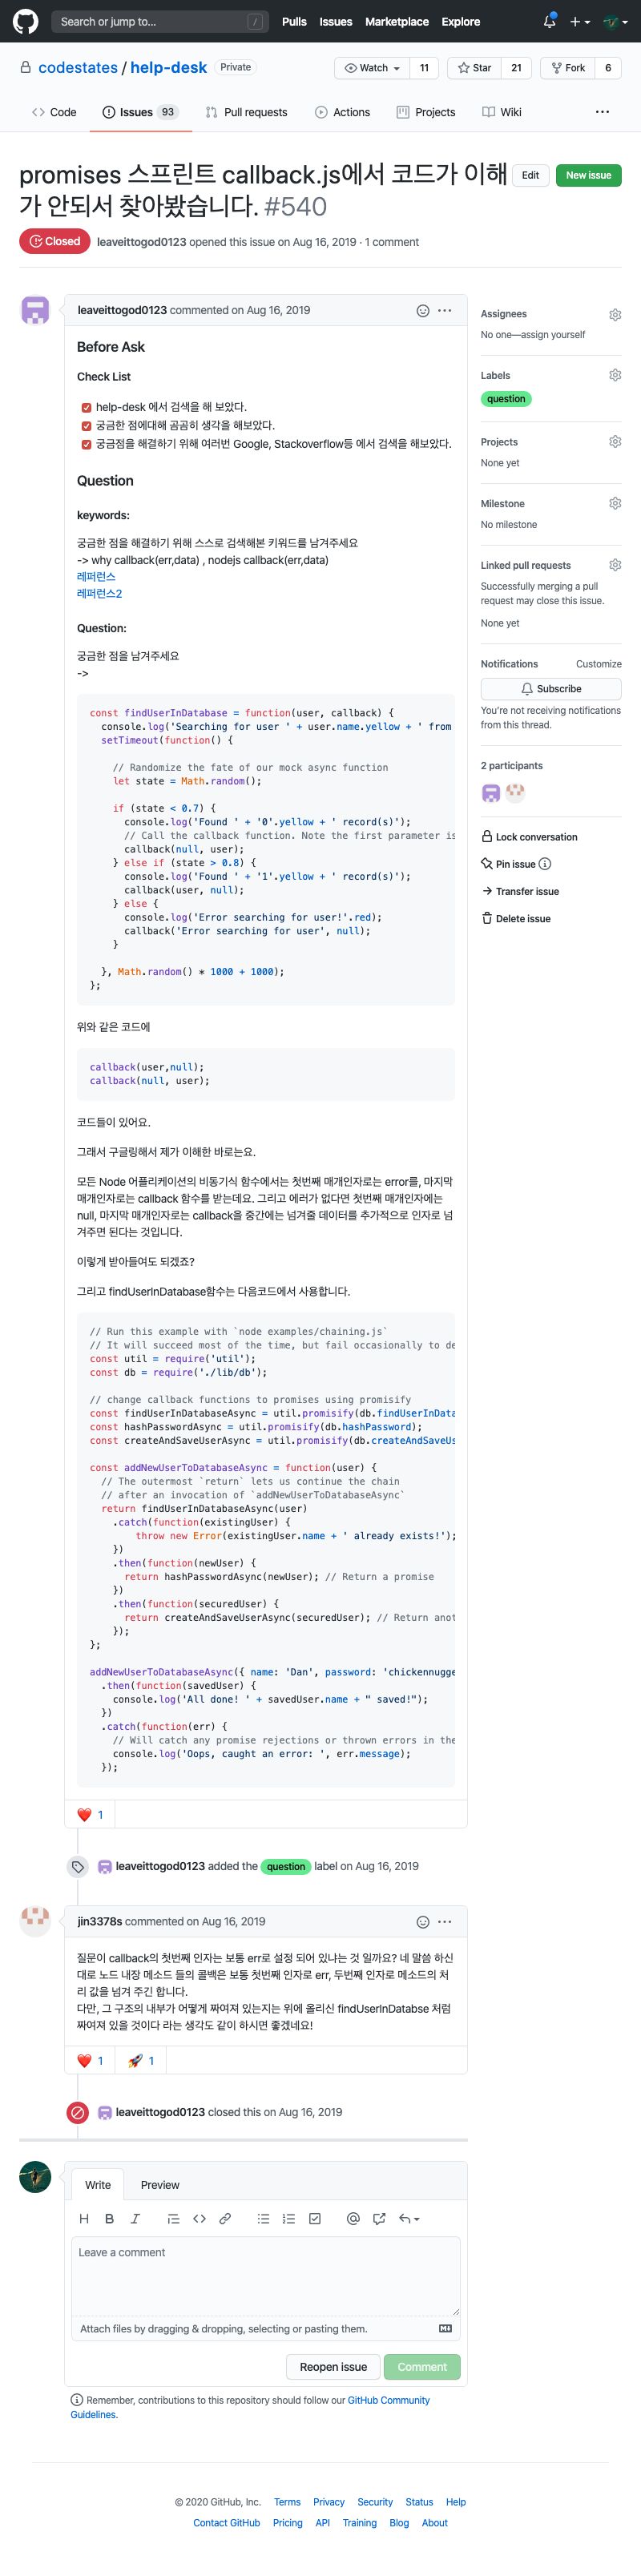 Search or jump to...
/
Pulls Issues Marketplace Explore
codestates / help-desk Private
Watch 11 Star 21 Fork 6
Code Issues 93 Pull requests Actions Projects Wiki
promises 스프린트 callback.js에서 코드가 이해
가 안되서 찾아봤습니다. #540
Edit New issue
Closed leaveittogod0123 opened this issue on Aug 16, 2019 · 1 comment
leaveittogod0123 commented on Aug 16, 2019
Before Ask
Check List
help-desk 에서 검색을 해 보았다.
궁금한 점에대해 곰곰히 생각을 해보았다.
궁금점을 해결하기 위해 여러번 Google, Stackoverflow등 에서 검색을 해보았다.
Question
keywords:
궁금한 점을 해결하기 위해 스스로 검색해본 키워드를 남겨주세요
-> why callback(err,data) , nodejs callback(err,data)
레퍼런스
레퍼런스2
Question:
궁금한 점을 남겨주세요
->
const findUserInDatabase = function(user, callback) {
console.log('Searching for user ' + user.name.yellow + ' from
setTimeout(function() {
// Randomize the fate of our mock async function
let state = Math.random();
if (state < 0.7) {
console.log('Found ' + '0'.yellow + ' record(s)');
// Call the callback function. Note the first parameter is
callback(null, user);
} else if (state > 0.8) {
console.log('Found ' + '1'.yellow + ' record(s)');
callback(user, null);
} else {
console.log('Error searching for user!'.red);
callback('Error searching for user', null);
}
}, Math.random() * 1000 + 1000);
};
위와 같은 코드에
callback(user,null);
callback(null, user);
코드들이 있어요.
그래서 구글링해서 제가 이해한 바로는요.
모든 Node 어플리케이션의 비동기식 함수에서는 첫번째 매개인자로는 error를, 마지막
매개인자로는 callback 함수를 받는데요. 그리고 에러가 없다면 첫번째 매개인자에는
null, 마지막 매개인자로는 callback을 중간에는 넘겨줄 데이터를 추가적으로 인자로 넘
겨주면 된다는 것입니다.
이렇게 받아들여도 되겠죠?
그리고 findUserInDatabase함수는 다음코드에서 사용합니다.
// Run this example with `node examples/chaining.js`
// It will succeed most of the time, but fail occasionally to de
const util = require('util');
const db = require('./lib/db');
// change callback functions to promises using promisify
const findUserInDatabaseAsync = util.promisify(db.findUserInData
const hashPasswordAsync = util.promisify(db.hashPassword);
const createAndSaveUserAsync = util.promisify(db.createAndSaveUs
const addNewUserToDatabaseAsync = function(user) {
// The outermost `return` lets us continue the chain
// after an invocation of `addNewUserToDatabaseAsync`
return findUserInDatabaseAsync(user)
.catch(function(existingUser) {
throw new Error(existingUser.name + ' already exists!');
})
.then(function(newUser) {
return hashPasswordAsync(newUser); // Return a promise
})
.then(function(securedUser) {
return createAndSaveUserAsync(securedUser); // Return anot
});
};
addNewUserToDatabaseAsync({ name: 'Dan', password: 'chickennugge
.then(function(savedUser) {
console.log('All done! ' + savedUser.name + " saved!");
})
.catch(function(err) {
// Will catch any promise rejections or thrown errors in the
console.log('Oops, caught an error: ', err.message);
});
❤️ 1
Assignees
No one—assign yourself
Labels
question
Projects
None yet
Milestone
No milestone
Linked pull requests
Successfully merging a pull
request may close this issue.
None yet
Notifications Customize
Subscribe
You're not receiving notifications
from this thread.
2 participants
Lock conversation
Pin issue
Transfer issue
Delete issue
leaveittogod0123 added the question label on Aug 16, 2019
jin3378s commented on Aug 16, 2019
질문이 callback의 첫번째 인자는 보통 err로 설정 되어 있냐는 것 일까요? 네 말씀 하신
대로 노드 내장 메소드 들의 콜백은 보통 첫번째 인자로 err, 두번째 인자로 메소드의 처
리 값을 넘겨 주긴 합니다.
다만, 그 구조의 내부가 어떻게 짜여져 있는지는 위에 올리신 findUserInDatabse 처럼
짜여져 있을 것이다 라는 생각도 같이 하시면 좋겠네요!
❤️ 1 🚀 1
leaveittogod0123 closed this on Aug 16, 2019
Write Preview
Leave a comment
Attach files by dragging & dropping, selecting or pasting them.
Reopen issue Comment
Remember, contributions to this repository should follow our GitHub Community
Guidelines.
© 2020 GitHub, Inc. Terms Privacy Security Status Help
Contact GitHub Pricing API Training Blog About